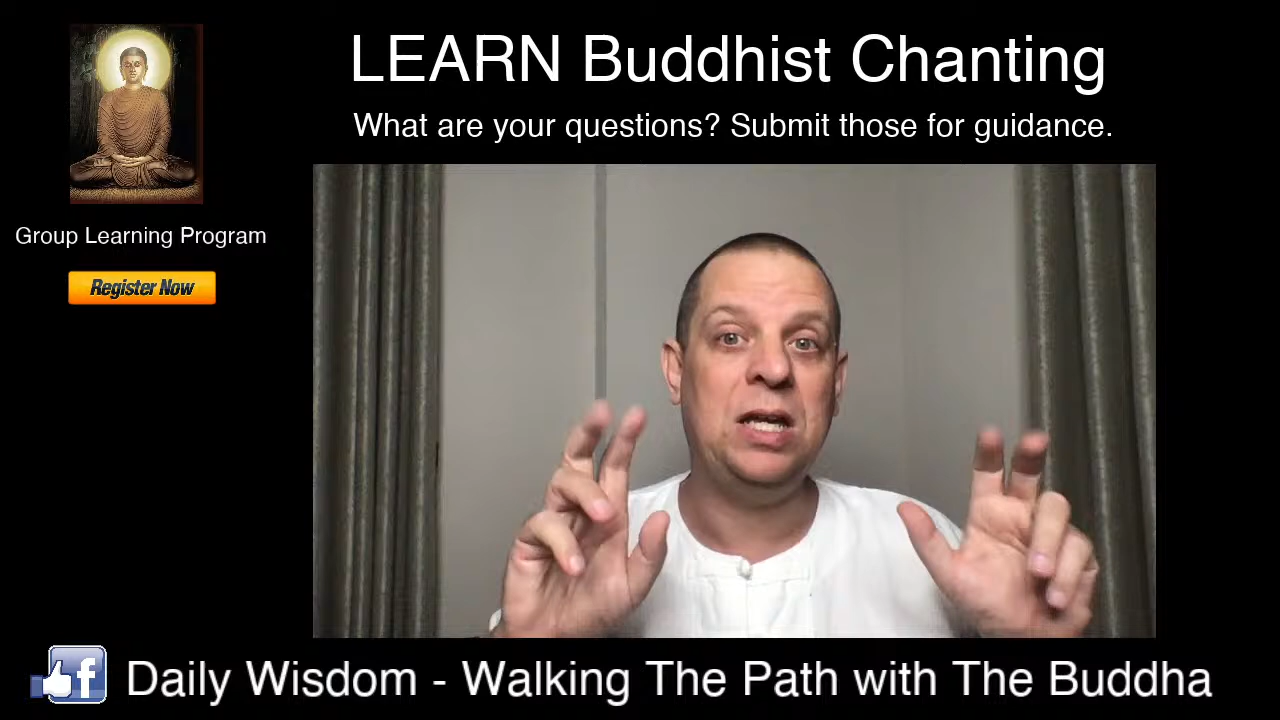 LEARN Buddhist Chanting
What are your questions? Submit those for guidance.
Group Learning Program
Register Now
f
Daily Wisdom - Walking The Path with The Buddha